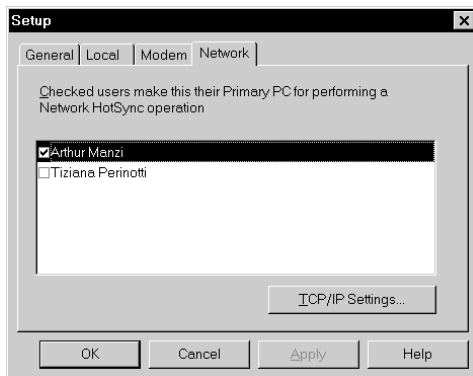 Setup
General Local Modem Network
Checked users make this their Primary PC for performing a
Network HotSync operation
Arthur Manzi
Tiziana Perinotti
TCP/IP Settings...
OK Cancel Apply Help